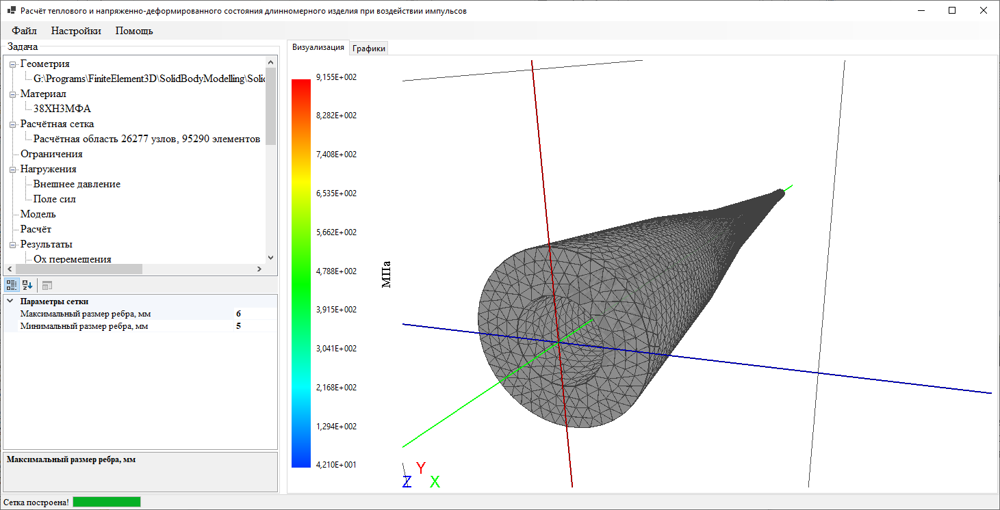 Расчёт теплового и напряженно-деформированного состояния длинномерного изделия при воздействии импульсов
Файл Настройки Помощь
Задача
Геометрия
G:\Programs\FiniteElement3D\SolidBodyModelling\Solid
Материал
38ХН3МФА
Расчётная сетка
Расчётная область 26277 узлов, 95290 элементов
Ограничения
Нагружения
Внешнее давление
Поле сил
Модель
Расчёт
Результаты
Ох перемещения
Параметры сетки
Максимальный размер ребра, мм 6
Минимальный размер ребра, мм 5
Максимальный размер ребра, мм
Сетка построена!
Визуализация Графики
9,155E+002
8,282E+002
7,408E+002
6,535E+002
5,662E+002
4,788E+002
3,915E+002
3,041E+002
2,168E+002
1,294E+002
4,210E+001
МПа
Y
Z X